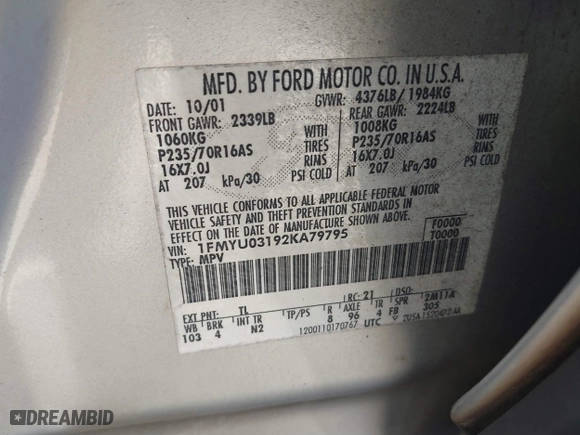 MFD. BY FORD MOTOR CO. IN U.S.A.
DATE: 10/01 GVWR: 4376LB/ 1984KG
FRONT GAWR: 2339LB REAR GAWR: 2224LB
1060KG WITH 1008KG WITH
P235/70R16AS TIRES P235/70R16AS TIRES
16X7.0J RIMS 16X7.0J RIMS
AT 207 kPa/30 PSI COLD AT 207 kPa/30 PSI COLD
THIS VEHICLE CONFORMS TO ALL APPLICABLE FEDERAL MOTOR
VEHICLE SAFETY AND THEFT PREVENTION STANDARDS IN
EFFECT ON THE DATE OF MANUFACTURE SHOWN ABOVE.
VIN: 1FMYU03192KA79795 F0000
TYPE: MPV T0000
EXT PNT: TL RC: 21 DSO:
WB BRK INT TR TP/PS R AXLE TR SPR 2M11A
103 4 N2 8 96 4 FB 305
1200110170767 UTC
DREAMBID